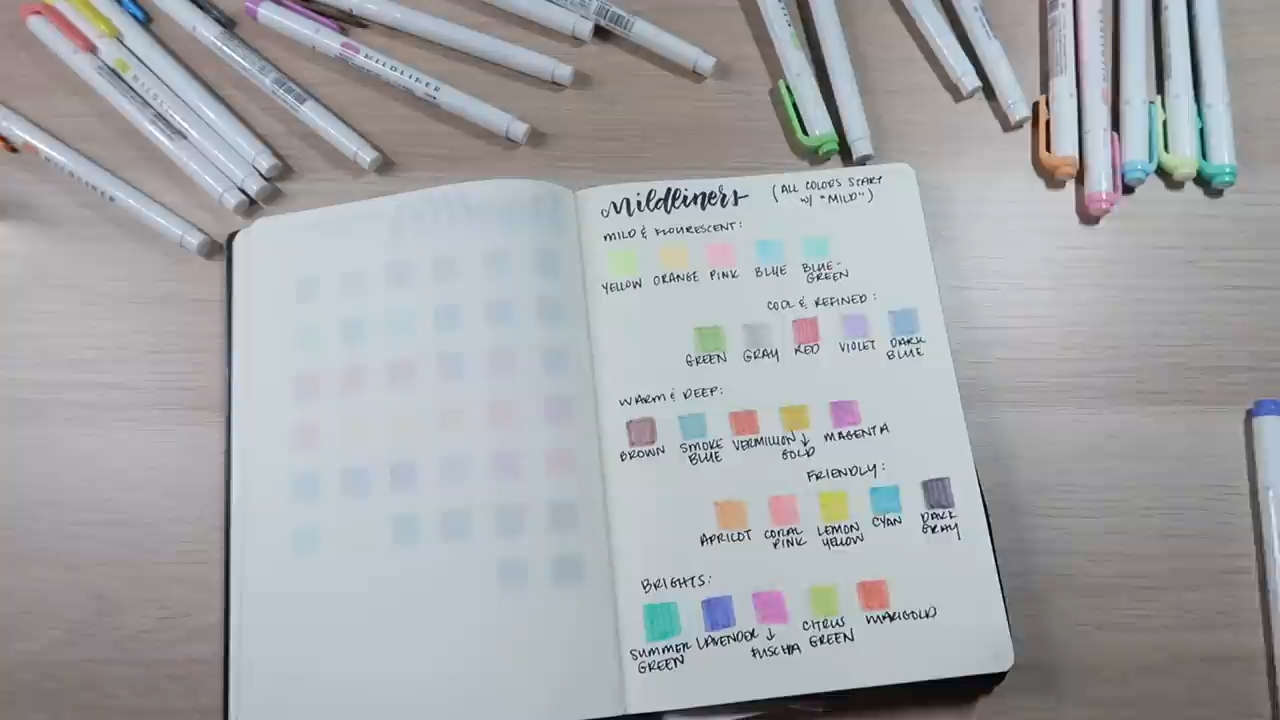 MILDLINER
Mildliners (ALL COLORS START
W/ "MILD")
MILD & FLOURESCENT:
YELLOW ORANGE PINK BLUE BLUE-
GREEN
COOL & REFINED:
GREEN GRAY RED VIOLET DARK
BLUE
WARM & DEEP:
BROWN SMOKE
BLUE VERMILLION ↓
GOLD MAGENTA
FRIENDLY:
APRICOT CORAL
PINK LEMON
YELLOW CYAN DARK
GRAY
BRIGHTS:
SUMMER
GREEN LAVENDER ↓
FUSCHIA CITRUS
GREEN MARIGOLD